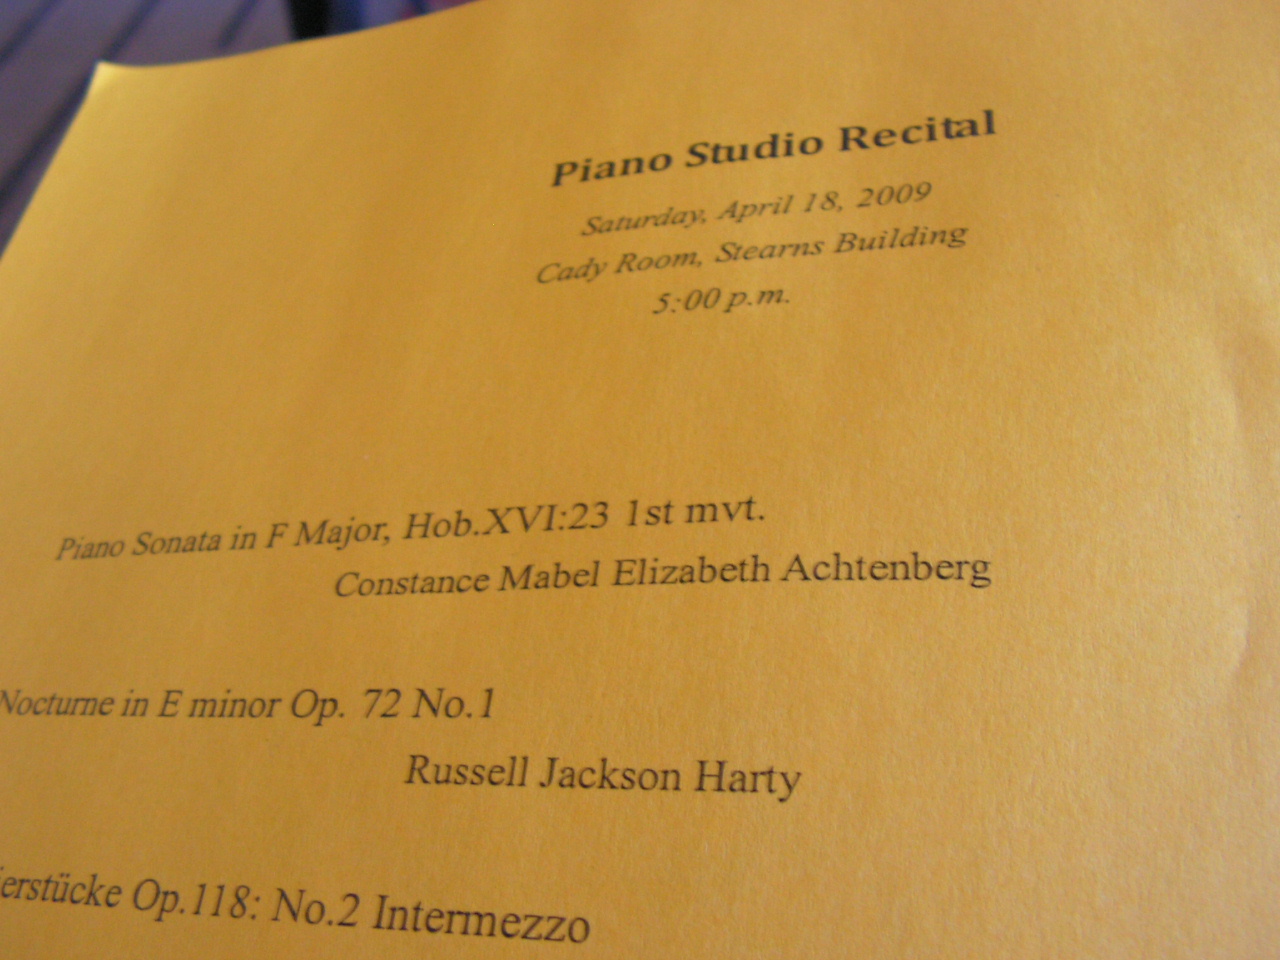 Piano Studio Recital
Saturday, April 18, 2009
Cady Room, Stearns Building
5:00 p.m.
Piano Sonata in F Major, Hob.XVI:23 1st mvt.
Constance Mabel Elizabeth Achtenberg
Nocturne in E minor Op. 72 No.1
Russell Jackson Harty
ierstücke Op.118: No.2 Intermezzo